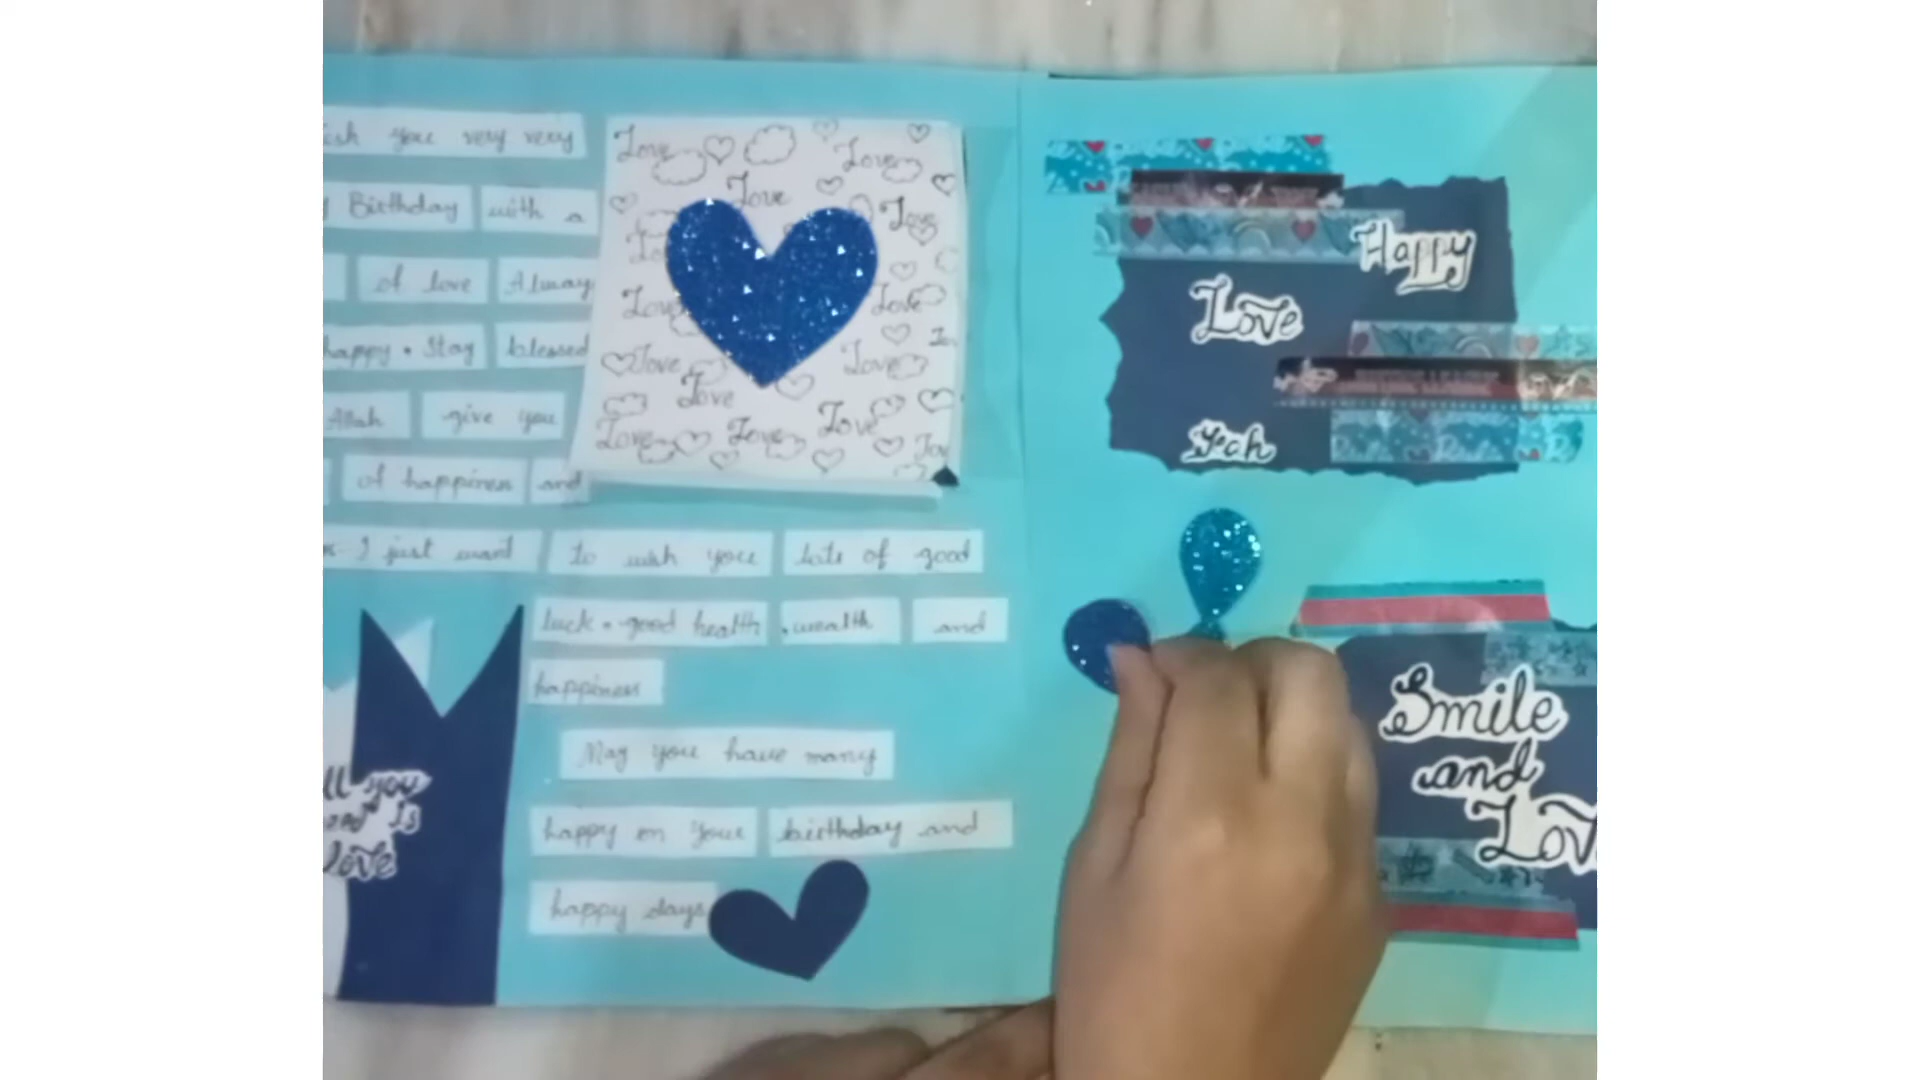 you very very
Birthday with a
of love Always
happy. Stay blessed
Allah give you
of happiness and
I just want to wish you lots of good
luck. good health, wealth and
happiness
May you have many
happy on your birthday and
happy days
Love
Love
Love
Love
Love
Love
Love
Love
Love
Love
Love
Love
you
Is
love
Happy
Love
Yeah
Smile
and